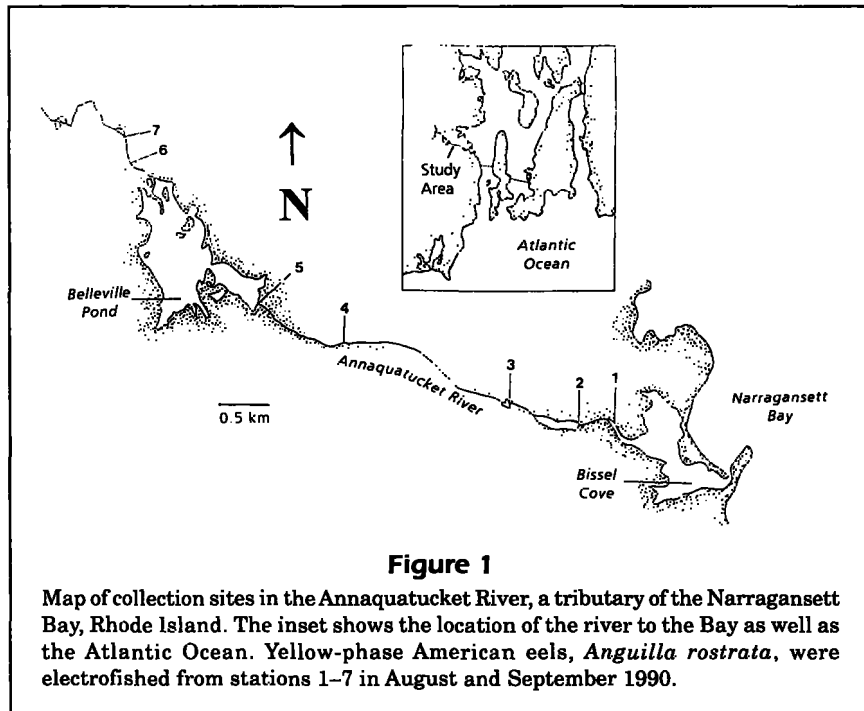 7
6
N
Study
Area
Atlantic
Ocean
5
Belleville
Pond
4
Annaquatucket River
3
2
1
Narragansett
Bay
0.5 km
Bissel
Cove
Figure 1
Map of collection sites in the Annaquatucket River, a tributary of the Narragansett
Bay, Rhode Island. The inset shows the location of the river to the Bay as well as
the Atlantic Ocean. Yellow-phase American eels, Anguilla rostrata, were
electrofished from stations 1–7 in August and September 1990.